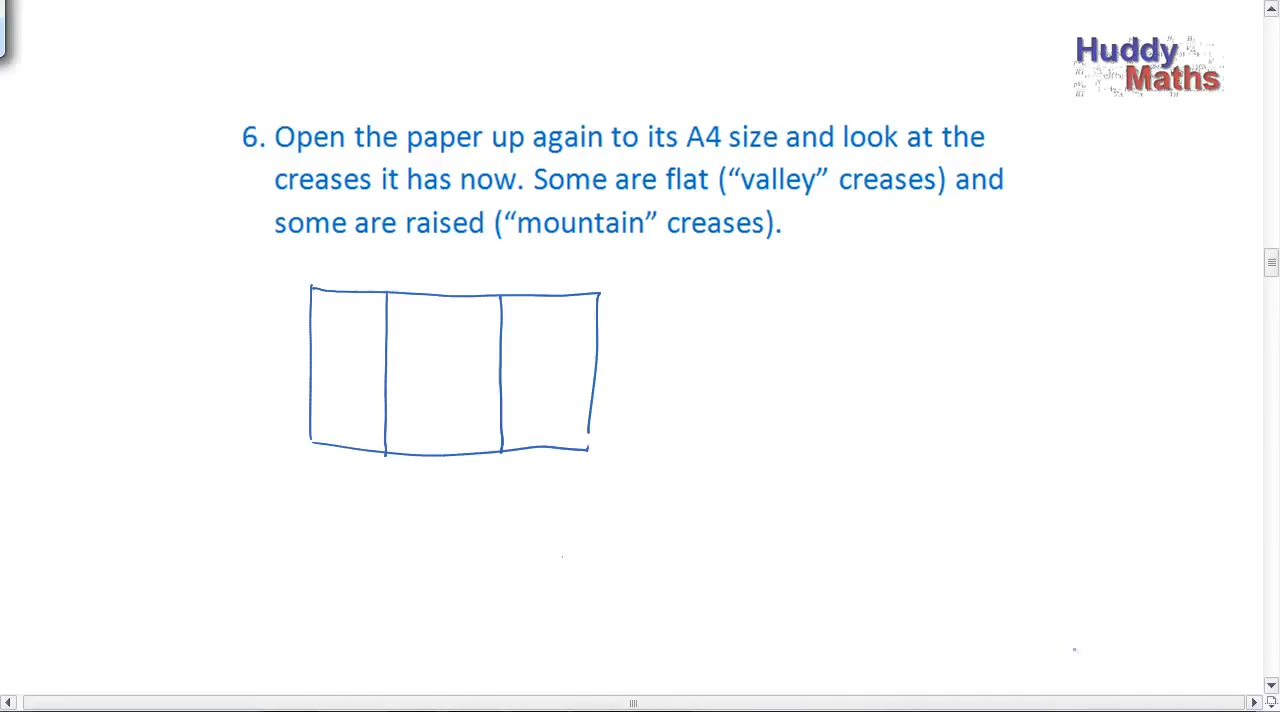 Huddy
Maths
6. Open the paper up again to its A4 size and look at the
creases it has now. Some are flat (“valley” creases) and
some are raised (“mountain” creases).